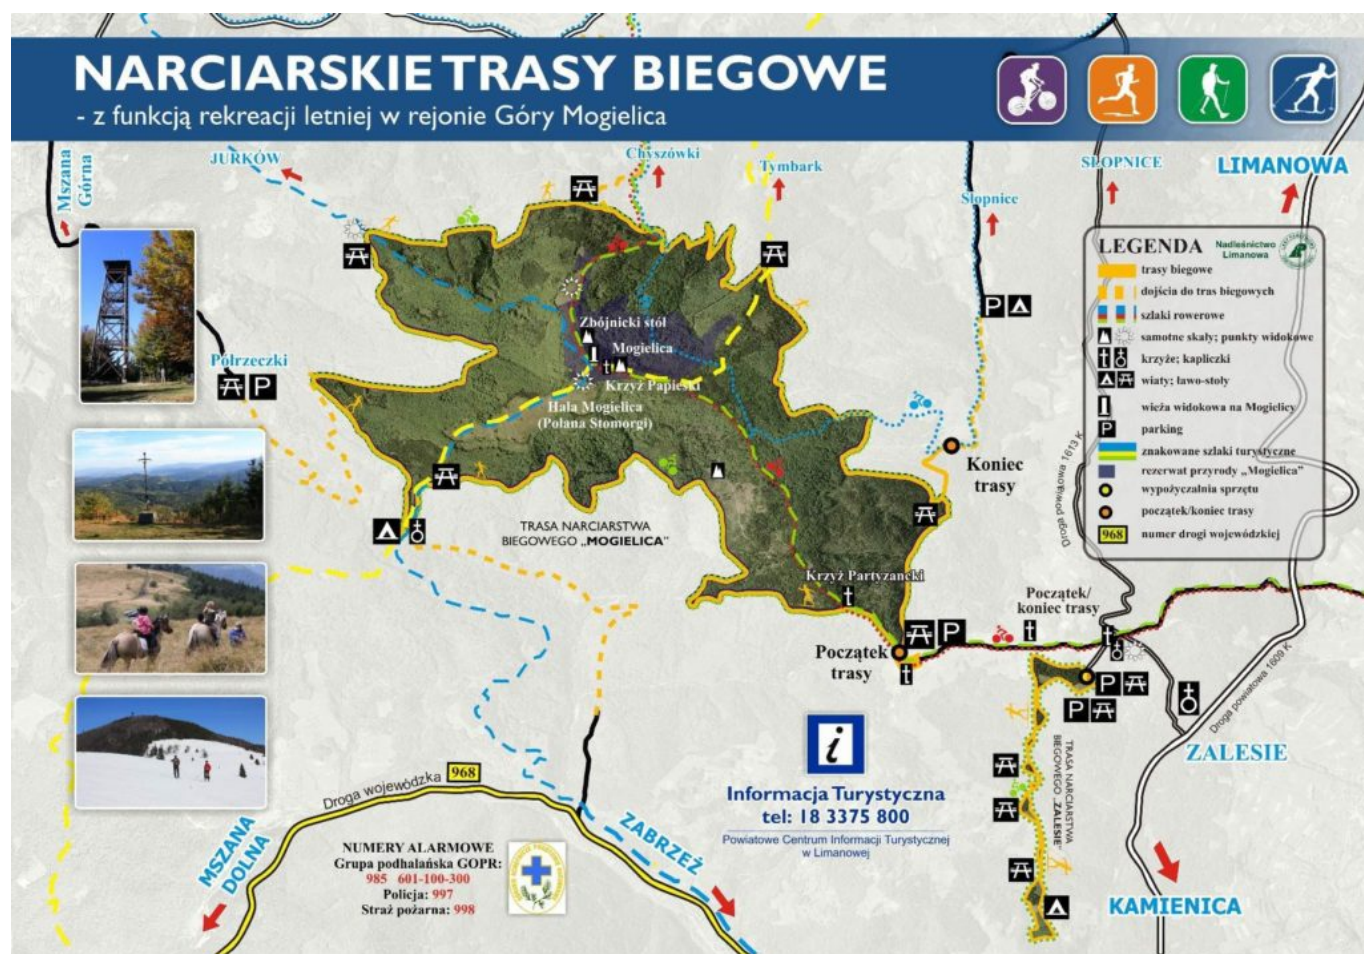 NARCIARSKIE TRASY BIEGOWE
- z funkcją rekreacji letniej w rejonie Góry Mogielica
Mszana
Górna
JURKÓW
Chyszówki
Tymbark
Słopnice
SŁOPNICE
LIMANOWA
LEGENDA
Nadleśnictwo
Limanowa
trasy biegowe
dojścia do tras biegowych
szlaki rowerowe
samotne skały; punkty widokowe
krzyże; kapliczki
wiaty; ławo-stoły
wieża widokowa na Mogielicy
P parking
znakowane szlaki turystyczne
rezerwat przyrody „Mogielica”
wypożyczalnia sprzętu
początek/koniec trasy
968 numer drogi wojewódzkiej
Półrzeczki
P
P
Zbójnicki stół
Mogielica
Krzyż Papieski
Hala Mogielica
(Polana Stomorgi)
Koniec
trasy
Droga powiatowa 1613 K
TRASA NARCIARSTWA
BIEGOWEGO „MOGIELICA”
Krzyż Partyzancki
Początek/
koniec trasy
P
Początek
trasy
P
P
Droga powiatowa 1609 K
TRASA NARCIARSTWA
BIEGOWEGO „ZALESIE”
ZALESIE
i
Informacja Turystyczna
tel: 18 3375 800
Powiatowe Centrum Informacji Turystycznej
w Limanowej
Droga wojewódzka
968
MSZANA
DOLNA
ZABRZEŻ
NUMERY ALARMOWE
Grupa podhalańska GOPR:
985 601-100-300
Policja: 997
Straż pożarna: 998
KAMIENICA